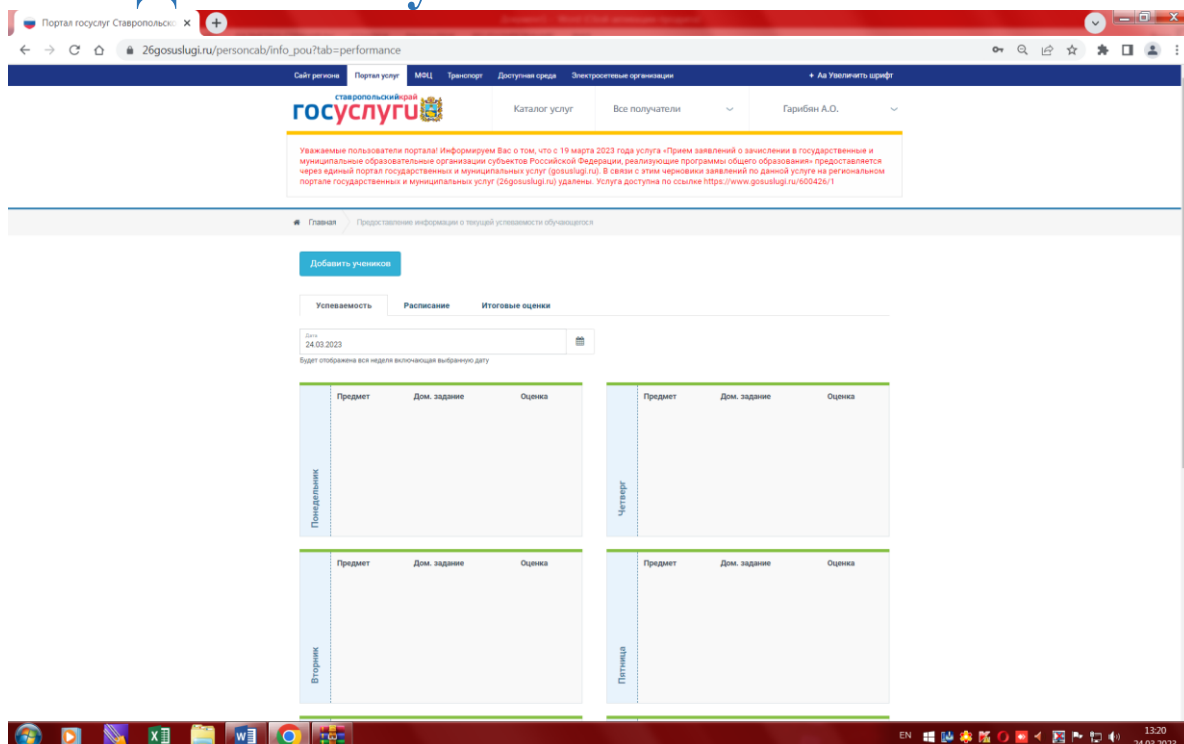 Портал госуслуг Ставропольско
26gosuslugi.ru/personcab/info_pou?tab=performance
Сайт региона Портал услуг МФЦ Транспорт Доступная среда Электросетевые организации + Аа Увеличить шрифт
ставропольский край
госуслуги
Каталог услуг Все получатели Гарибян А.О.
Уважаемые пользователи портала! Информируем Вас о том, что с 19 марта 2023 года услуга «Прием заявлений о зачислении в государственные и
муниципальные образовательные организации субъектов Российской Федерации, реализующие программы общего образования» предоставляется
через единый портал государственных и муниципальных услуг (gosuslugi.ru). В связи с этим черновики заявлений по данной услуге на региональном
портале государственных и муниципальных услуг (26gosuslugi.ru) удалены. Услуга доступна по ссылке https://www.gosuslugi.ru/600426/1
Главная Предоставление информации о текущей успеваемости обучающегося
Добавить учеников
Успеваемость Расписание Итоговые оценки
Дата
24.03.2023
Будет отображена вся неделя включающая выбранную дату
Предмет Дом. задание Оценка
Понедельник
Предмет Дом. задание Оценка
Четверг
Предмет Дом. задание Оценка
Вторник
Предмет Дом. задание Оценка
Пятница
EN
13:20
24.03.2023